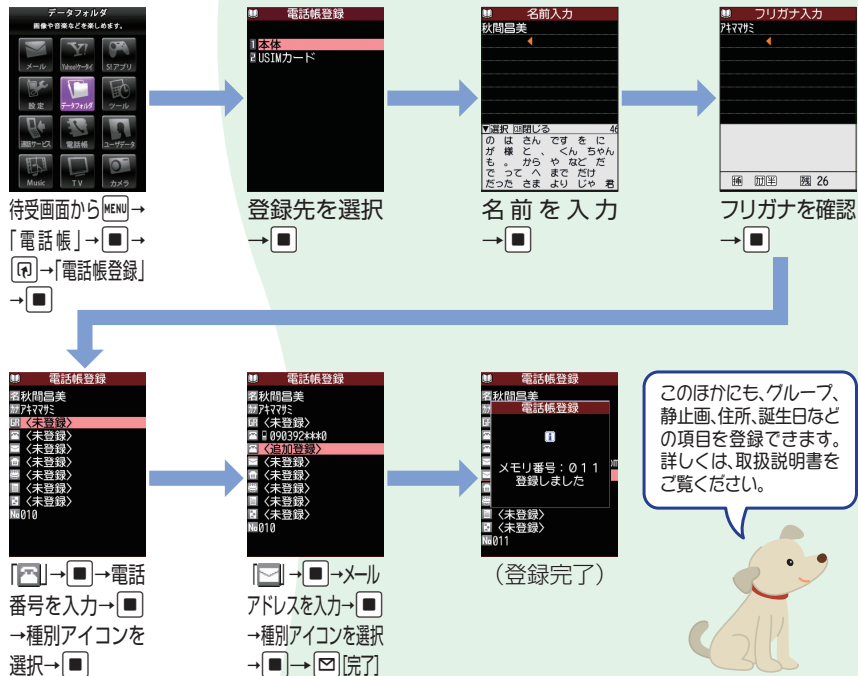 データフォルダ
画像や音楽などを楽しめます。
メール Yahoo!ケータイ S!アプリ
設定 データフォルダ ツール
通話サービス 電話帳 ユーザデータ
Music TV カメラ
待受画面からMENU→
「電話帳」→■→
→「電話帳登録」
→■
電話帳登録
1本体
2USIMカード
登録先を選択
→■
名前入力
秋間昌美
▼選択 閉じる 46
の は さん です を に
が 様 と 、 くん ちゃん
も 。 から や など だ
で って へ まで だけ
だった さま より じゃ 君
名前を入力
→■
フリガナ入力
アキママサミ
26
フリガナを確認
→■
電話帳登録
秋間昌美
アキママサミ
〈未登録〉
〈未登録〉
〈未登録〉
〈未登録〉
〈未登録〉
〈未登録〉
〈未登録〉
No010
「」→■→電話
番号を入力→■
→種別アイコンを
選択→■
電話帳登録
秋間昌美
アキママサミ
〈未登録〉
090392***0
〈追加登録〉
〈未登録〉
〈未登録〉
〈未登録〉
〈未登録〉
〈未登録〉
No010
「」→■→メール
アドレスを入力→■
→種別アイコンを選択
→■→[完了]
電話帳登録
秋間昌美
電話帳登録
メモリ番号：011
登録しました
〈未登録〉
〈未登録〉
No011
（登録完了）
このほかにも、グループ、
静止画、住所、誕生日など
の項目を登録できます。
詳しくは、取扱説明書を
ご覧ください。